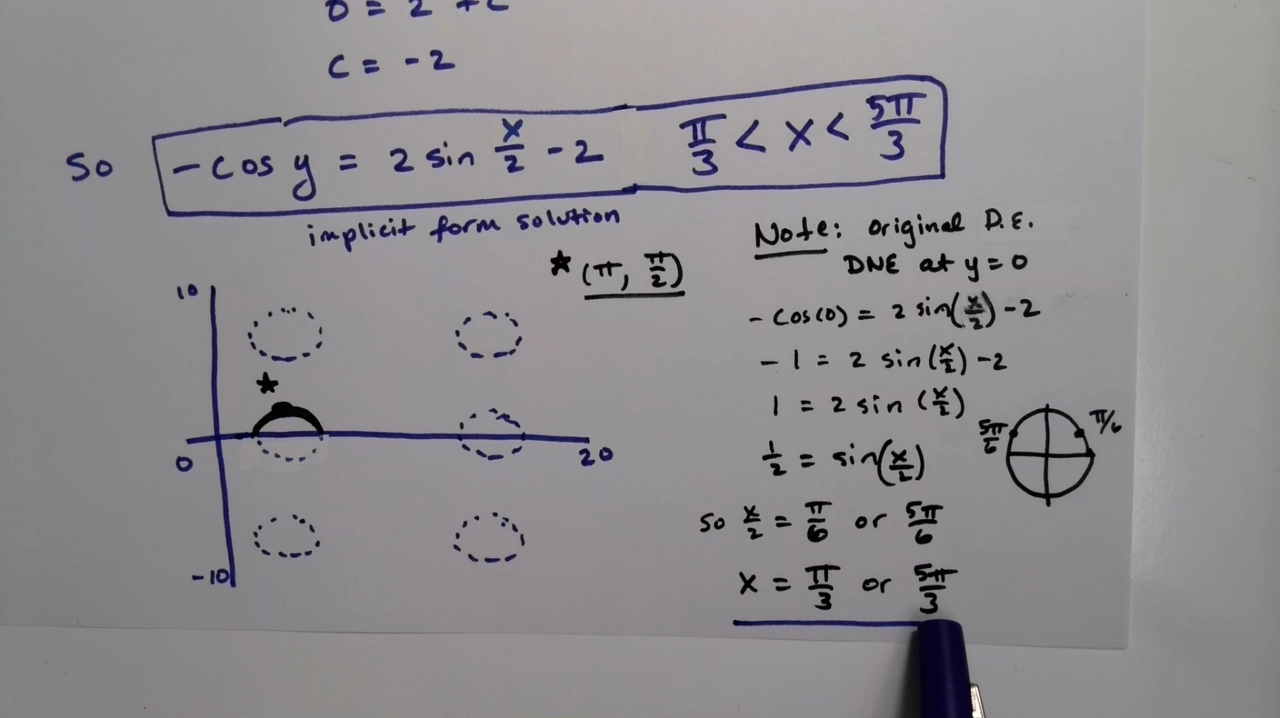 0 = 2 + C
C = -2
So -cos y = 2 sin x/2 - 2 π/3 < x < 5π/3
implicit form solution
★ (π, π/2)
Note: original D.E.
DNE at y = 0
-cos(0) = 2 sin(x/2) - 2
-1 = 2 sin(x/2) - 2
1 = 2 sin(x/2)
1/2 = sin(x/2)
5π/6 π/6
so x/2 = π/6 or 5π/6
x = π/3 or 5π/3
10
★
0 20
-10